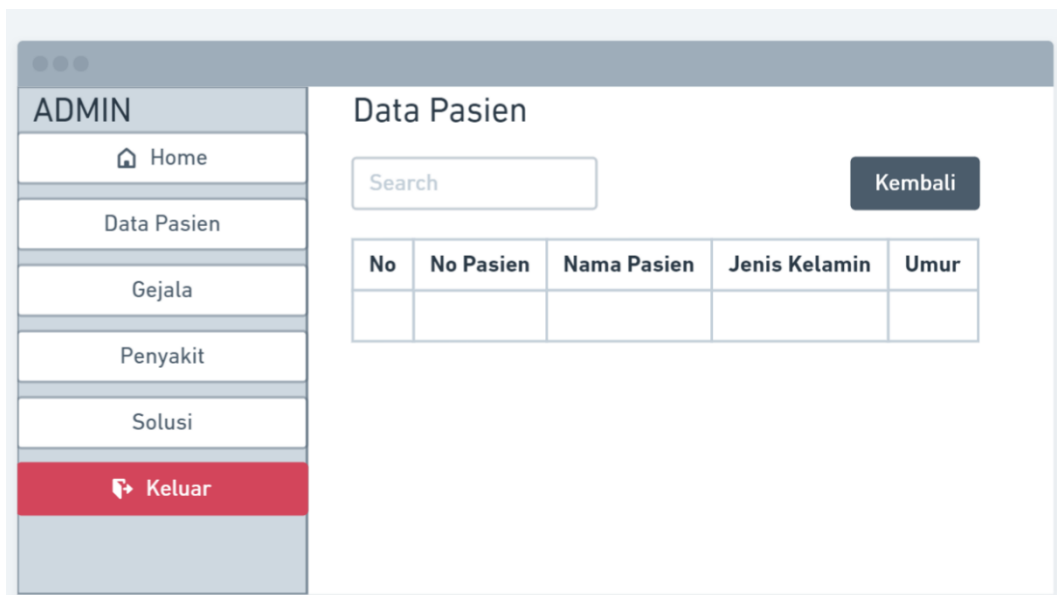 ADMIN
Home
Data Pasien
Gejala
Penyakit
Solusi
Keluar
Data Pasien
Search
Kembali
No No Pasien Nama Pasien Jenis Kelamin Umur